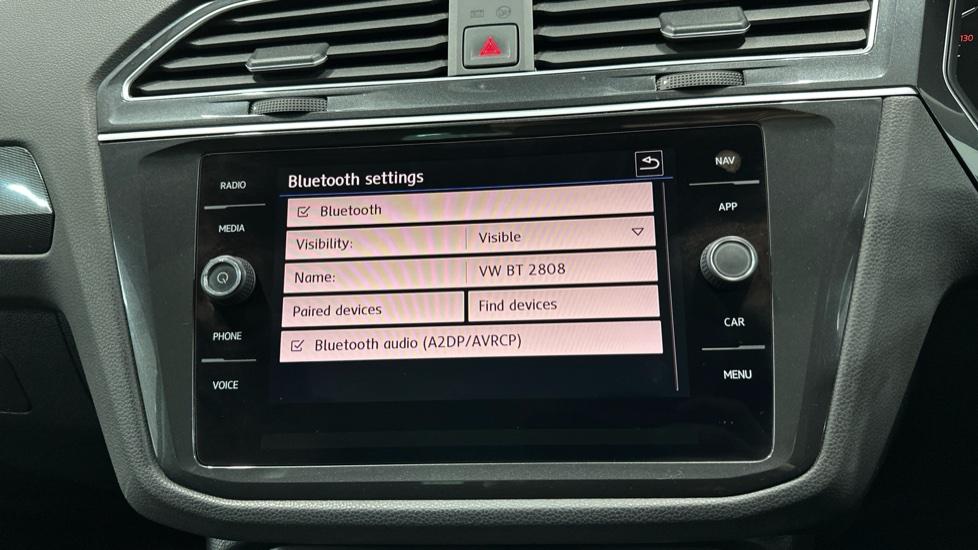 130
RADIO
MEDIA
PHONE
VOICE
Bluetooth settings
Bluetooth
Visibility: Visible
Name: VW BT 2808
Paired devices Find devices
Bluetooth audio (A2DP/AVRCP)
NAV
APP
CAR
MENU